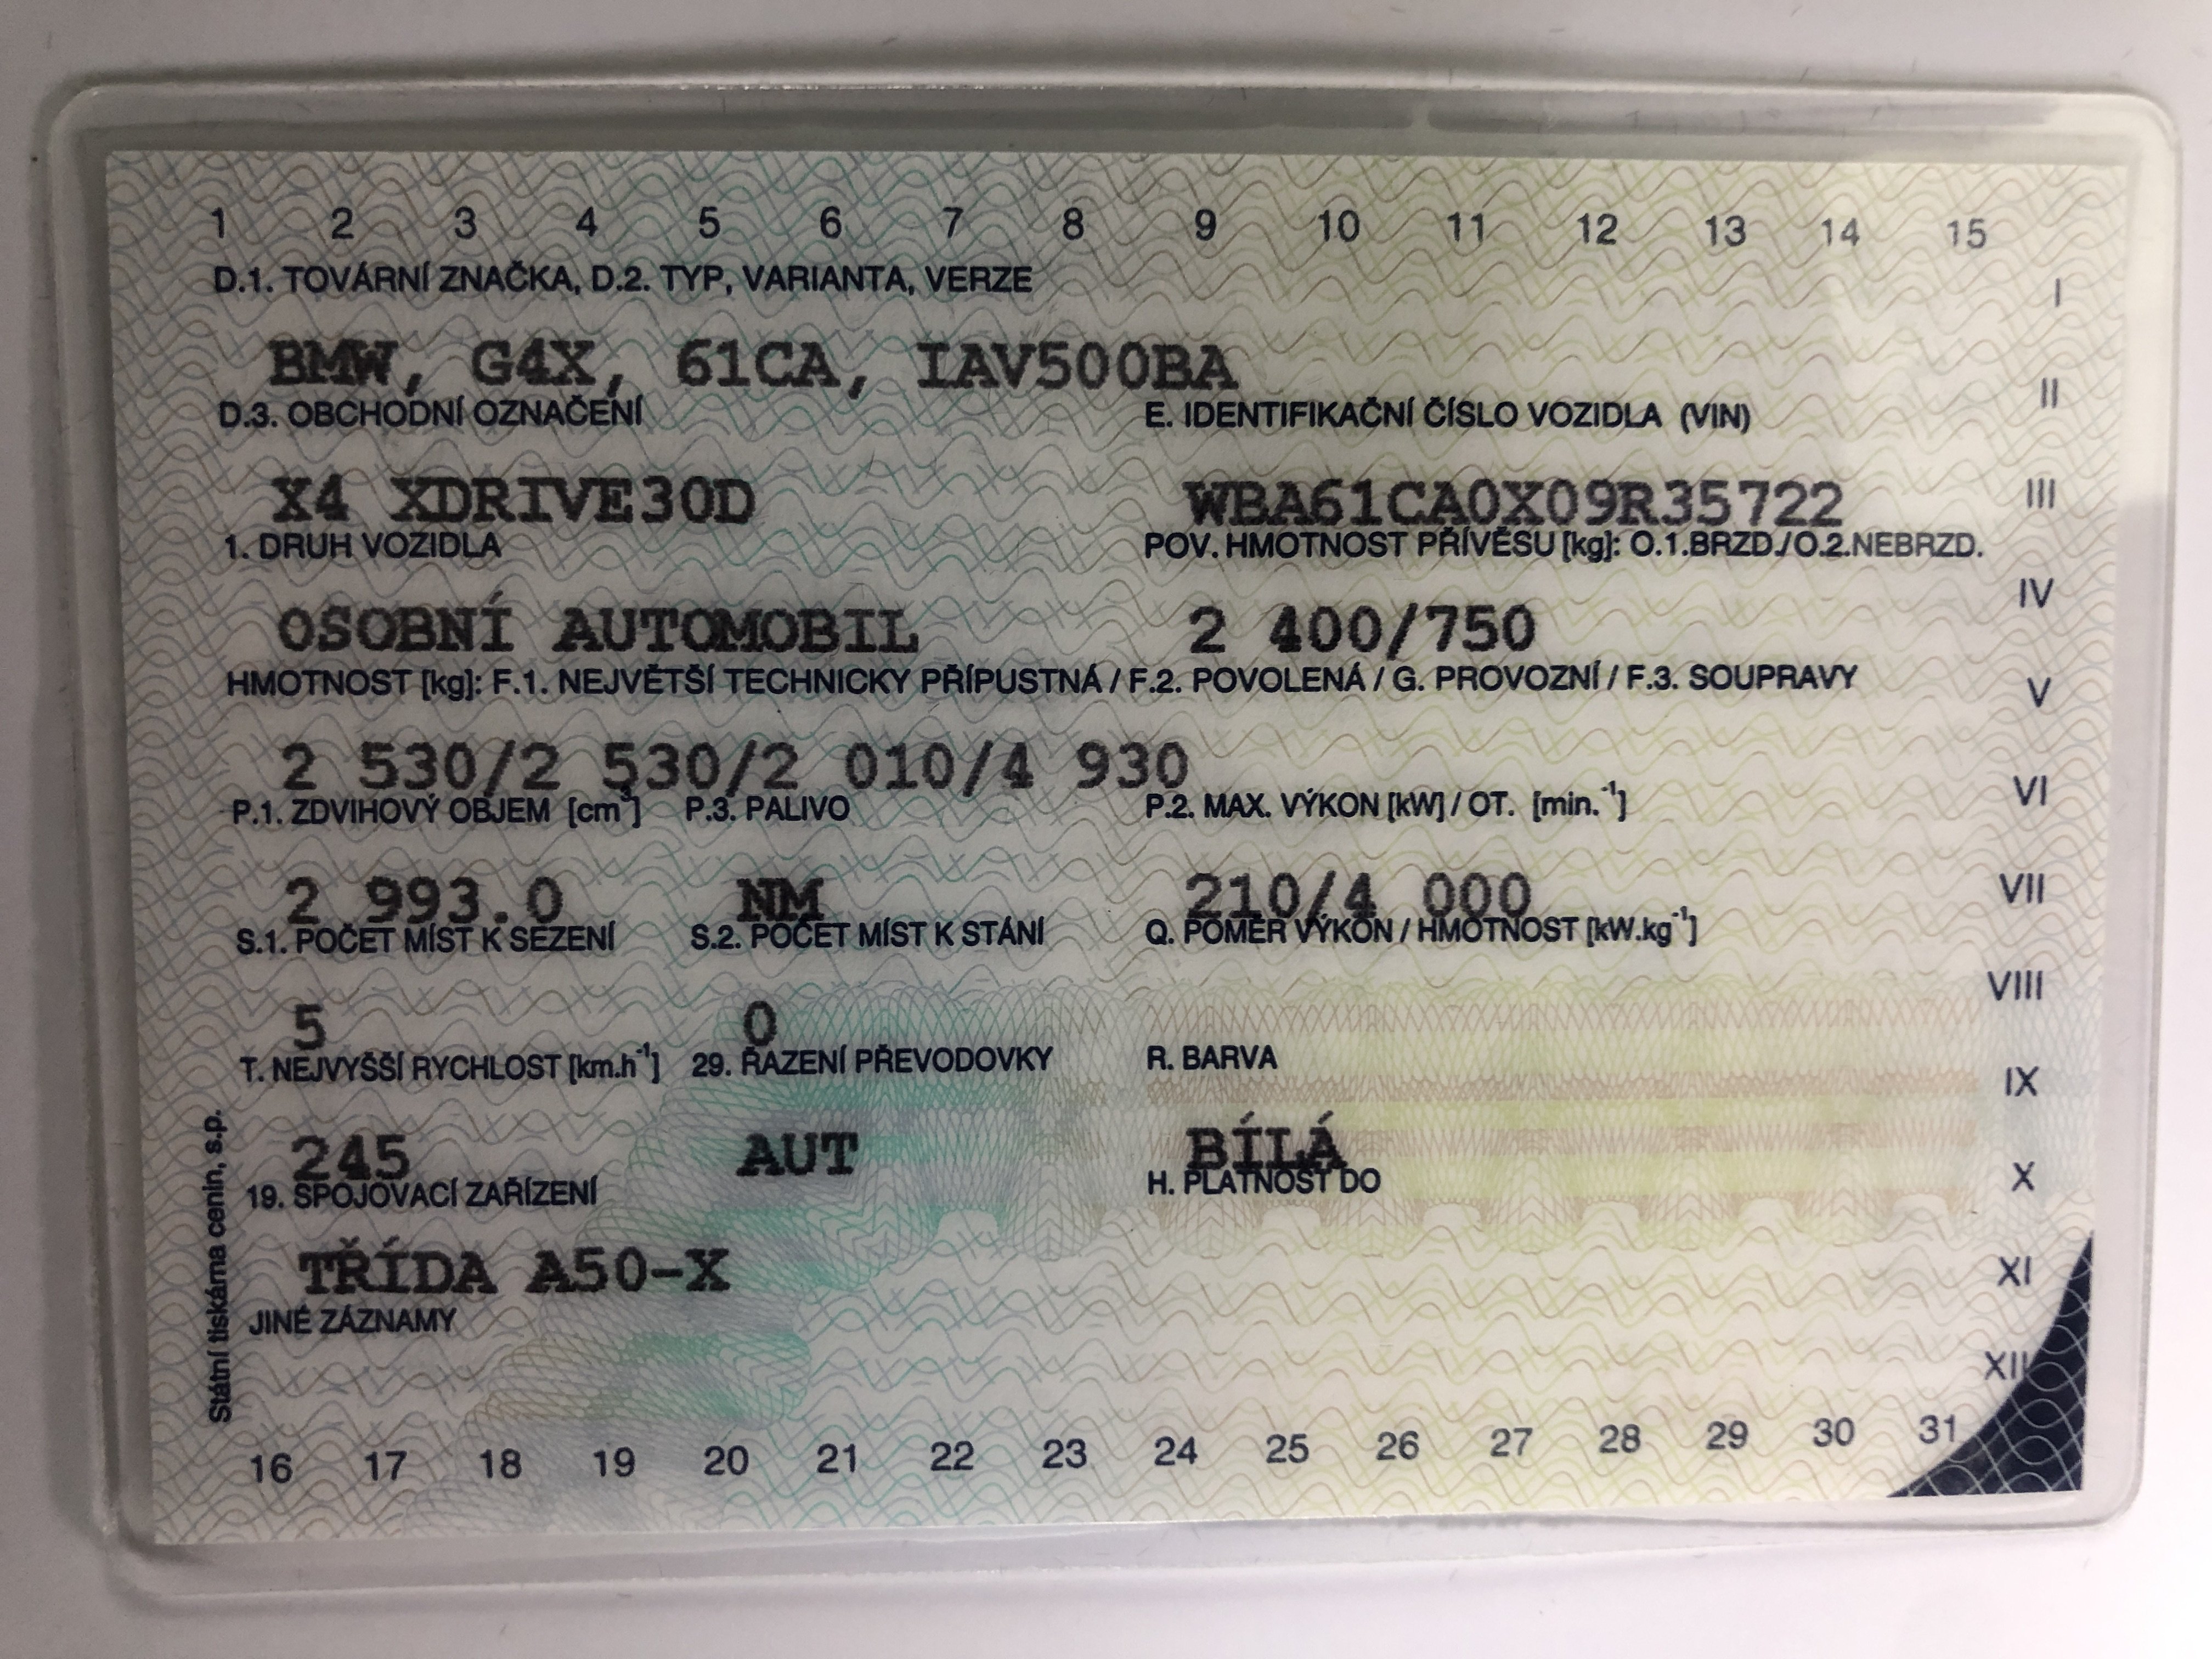 1 2 3 4 5 6 7 8 9 10 11 12 13 14 15
D.1. TOVÁRNÍ ZNAČKA, D.2. TYP, VARIANTA, VERZE
I
BMW, G4X, 61CA, IAV500BA
D.3. OBCHODNÍ OZNAČENÍ E. IDENTIFIKAČNÍ ČÍSLO VOZIDLA (VIN)
II
X4 XDRIVE30D WBA61CA0X09R35722
III
1. DRUH VOZIDLA POV. HMOTNOST PŘÍVĚSU [kg]: O.1.BRZD./O.2.NEBRZD.
IV
OSOBNÍ AUTOMOBIL 2 400/750
HMOTNOST [kg]: F.1. NEJVĚTŠÍ TECHNICKY PŘÍPUSTNÁ / F.2. POVOLENÁ / G. PROVOZNÍ / F.3. SOUPRAVY
V
2 530/2 530/2 010/4 930
P.1. ZDVIHOVÝ OBJEM [cm³] P.3. PALIVO P.2. MAX. VÝKON [kW] / OT. [min.⁻¹]
VI
2 993.0 NM 210/4 000
VII
S.1. POČET MÍST K SEZENÍ S.2. POČET MÍST K STÁNÍ Q. POMĚR VÝKON / HMOTNOST [kW.kg⁻¹]
VIII
5 0
T. NEJVYŠŠÍ RYCHLOST [km.h⁻¹] 29. ŘAZENÍ PŘEVODOVKY R. BARVA
IX
245 AUT BÍLÁ
19. SPOJOVACÍ ZAŘÍZENÍ H. PLATNOST DO
X
TŘÍDA A50-X
XI
JINÉ ZÁZNAMY
XII
Státní tiskárna cenin, s.p.
16 17 18 19 20 21 22 23 24 25 26 27 28 29 30 31